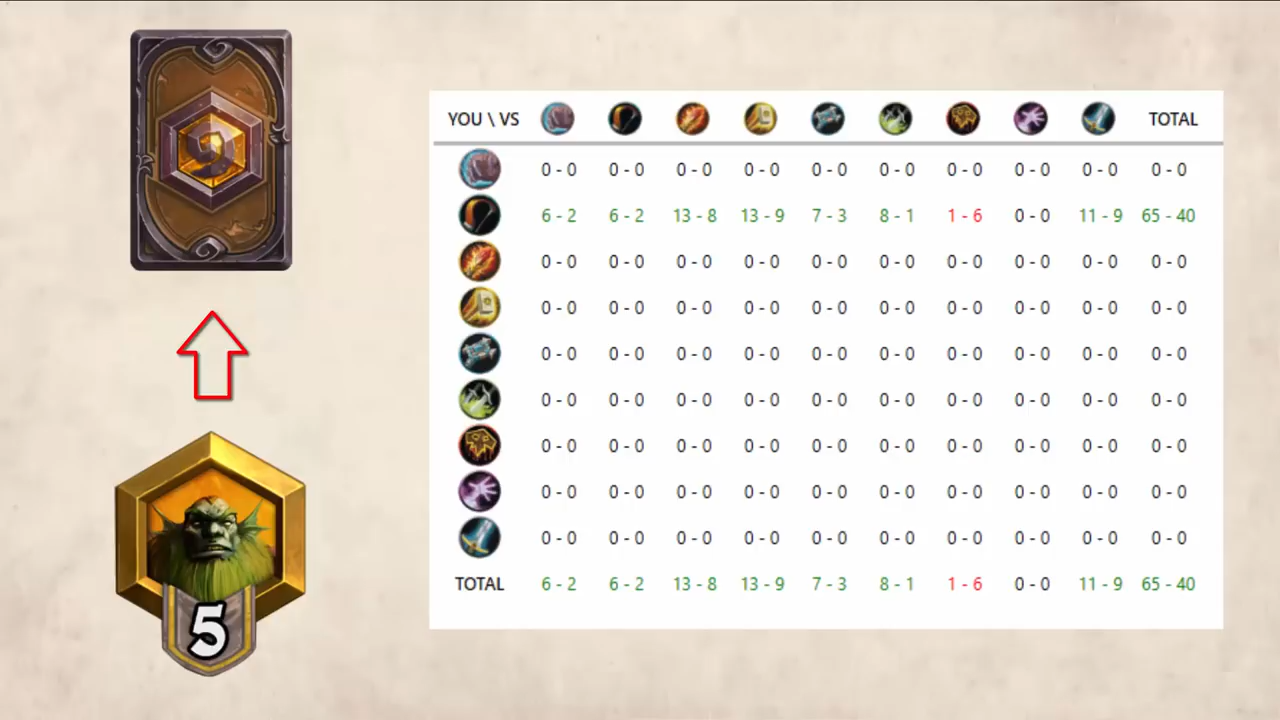 YOU \ VS TOTAL
0 - 0 0 - 0 0 - 0 0 - 0 0 - 0 0 - 0 0 - 0 0 - 0 0 - 0 0 - 0
6 - 2 6 - 2 13 - 8 13 - 9 7 - 3 8 - 1 1 - 6 0 - 0 11 - 9 65 - 40
0 - 0 0 - 0 0 - 0 0 - 0 0 - 0 0 - 0 0 - 0 0 - 0 0 - 0 0 - 0
0 - 0 0 - 0 0 - 0 0 - 0 0 - 0 0 - 0 0 - 0 0 - 0 0 - 0 0 - 0
0 - 0 0 - 0 0 - 0 0 - 0 0 - 0 0 - 0 0 - 0 0 - 0 0 - 0 0 - 0
0 - 0 0 - 0 0 - 0 0 - 0 0 - 0 0 - 0 0 - 0 0 - 0 0 - 0 0 - 0
0 - 0 0 - 0 0 - 0 0 - 0 0 - 0 0 - 0 0 - 0 0 - 0 0 - 0 0 - 0
0 - 0 0 - 0 0 - 0 0 - 0 0 - 0 0 - 0 0 - 0 0 - 0 0 - 0 0 - 0
0 - 0 0 - 0 0 - 0 0 - 0 0 - 0 0 - 0 0 - 0 0 - 0 0 - 0 0 - 0
TOTAL 6 - 2 6 - 2 13 - 8 13 - 9 7 - 3 8 - 1 1 - 6 0 - 0 11 - 9 65 - 40
5